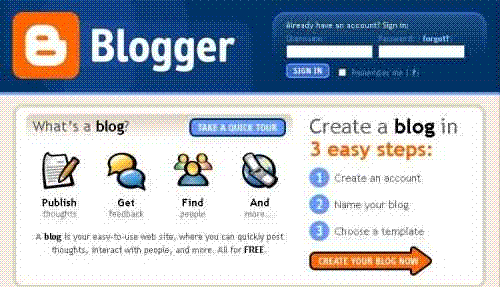 Blogger
Already have an account? Sign in:
Username: Password: forgot?
SIGN IN Remember me (?)
What's a blog?
TAKE A QUICK TOUR
Publish
thoughts
Get
feedback
Find
people
And
more...
A blog is your easy-to-use web site, where you can quickly post
thoughts, interact with people, and more. All for FREE.
Create a blog in
3 easy steps:
1 Create an account
2 Name your blog
3 Choose a template
CREATE YOUR BLOG NOW